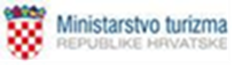 Ministarstvo turizma
REPUBLIKE HRVATSKE